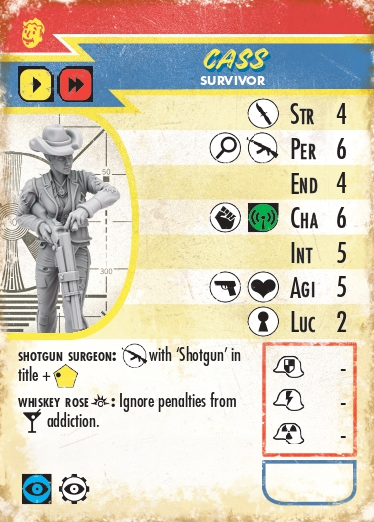 CASS
SURVIVOR
STR 4
PER 6
END 4
CHA 6
INT 5
AGI 5
LUC 2
50
300
SHOTGUN SURGEON: with ‘Shotgun’ in
title +
WHISKEY ROSE : Ignore penalties from
addiction.
-
-
-